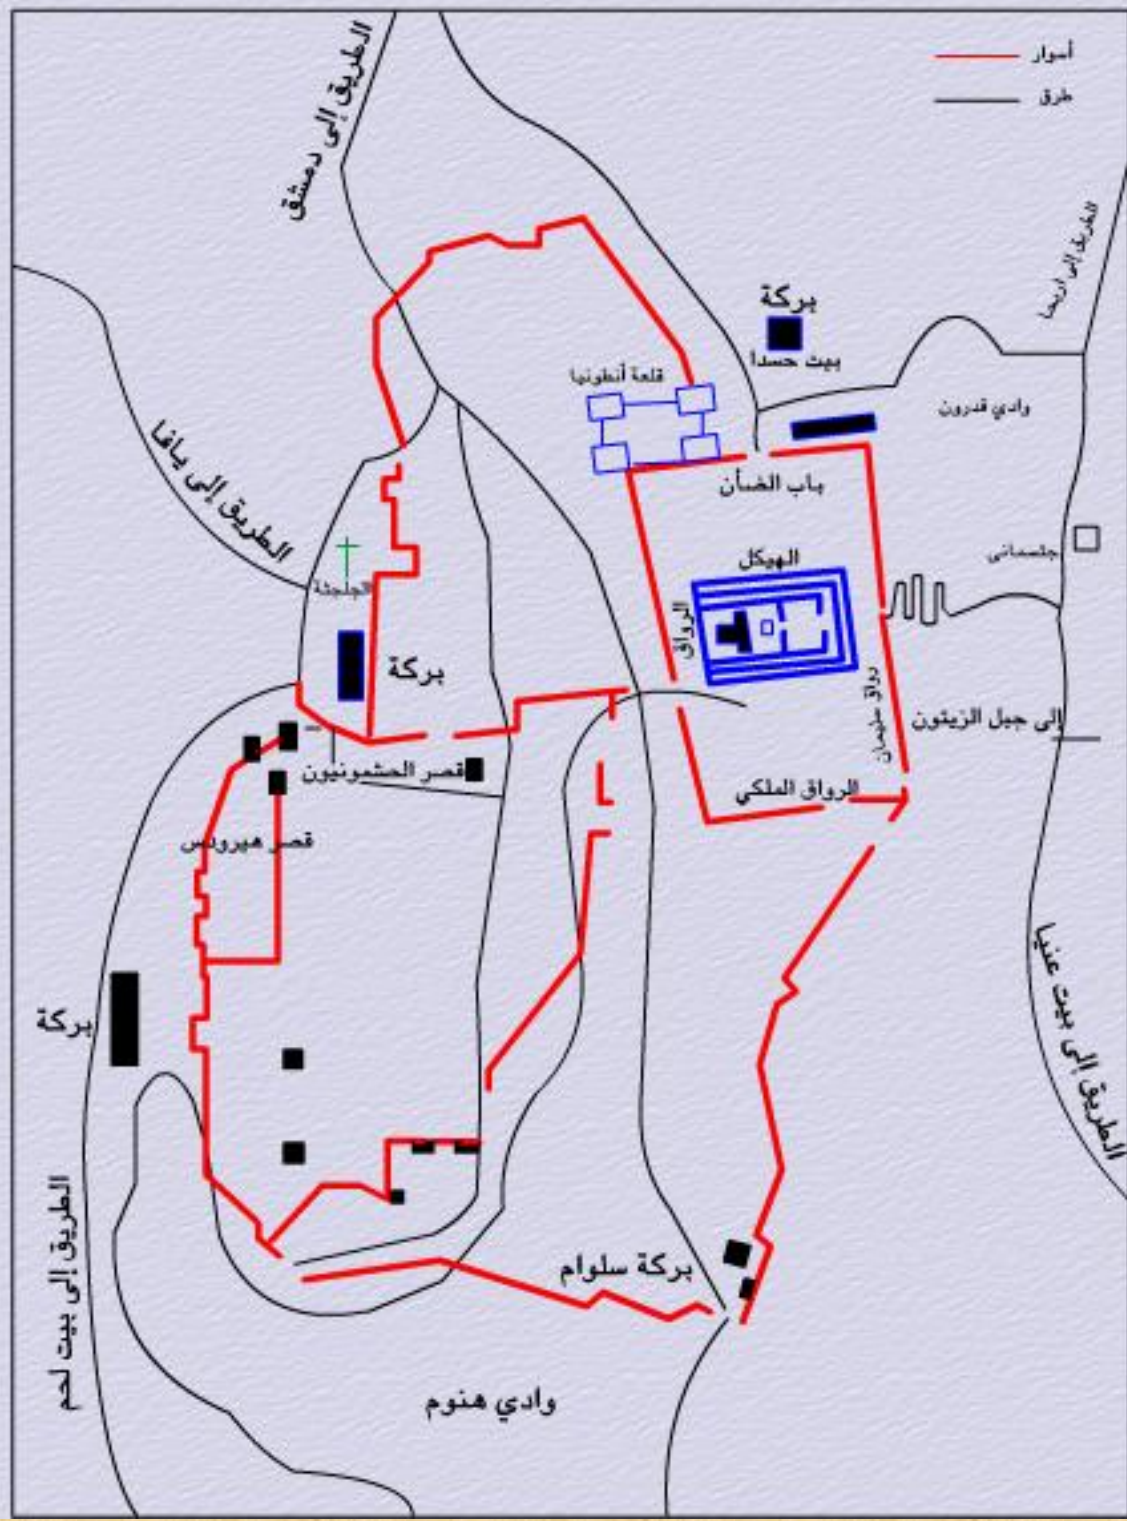 أسوار
طرق
الطريق إلى دمشق
الطريق إلى اريحا
بركة
بيت حسدا
قلعة أنطونيا
وادي قدرون
الطريق إلى يافا
باب الضأن
جثسمانى
الهيكل
الجلجثة
الرواق
بركة
رواق سليمان
إلى جبل الزيتون
قصر الحشمونيون
الرواق الملكي
قصر هيرودس
الطريق إلى بيت عنيا
بركة
الطريق إلى بيت لحم
بركة سلوام
وادي هنوم